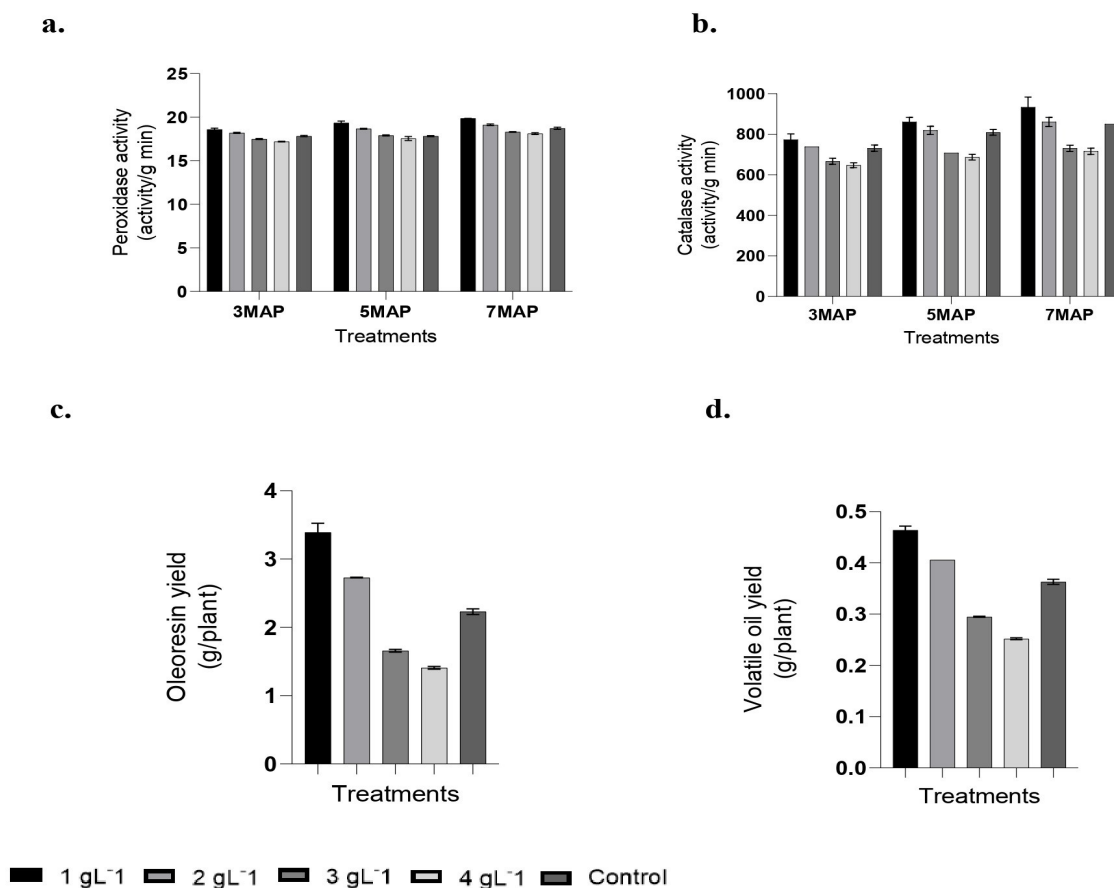 a.
Peroxidase activity
(activity/g min)
25
20
15
10
5
0
3MAP 5MAP 7MAP
Treatments
b.
Catalase activity
(activity/g min)
1000
800
600
400
200
0
3MAP 5MAP 7MAP
Treatments
c.
Oleoresin yield
(g/plant)
4
3
2
1
0
Treatments
d.
Volatile oil yield
(g/plant)
0.5
0.4
0.3
0.2
0.1
0.0
Treatments
1 gL⁻¹ 2 gL⁻¹ 3 gL⁻¹ 4 gL⁻¹ Control